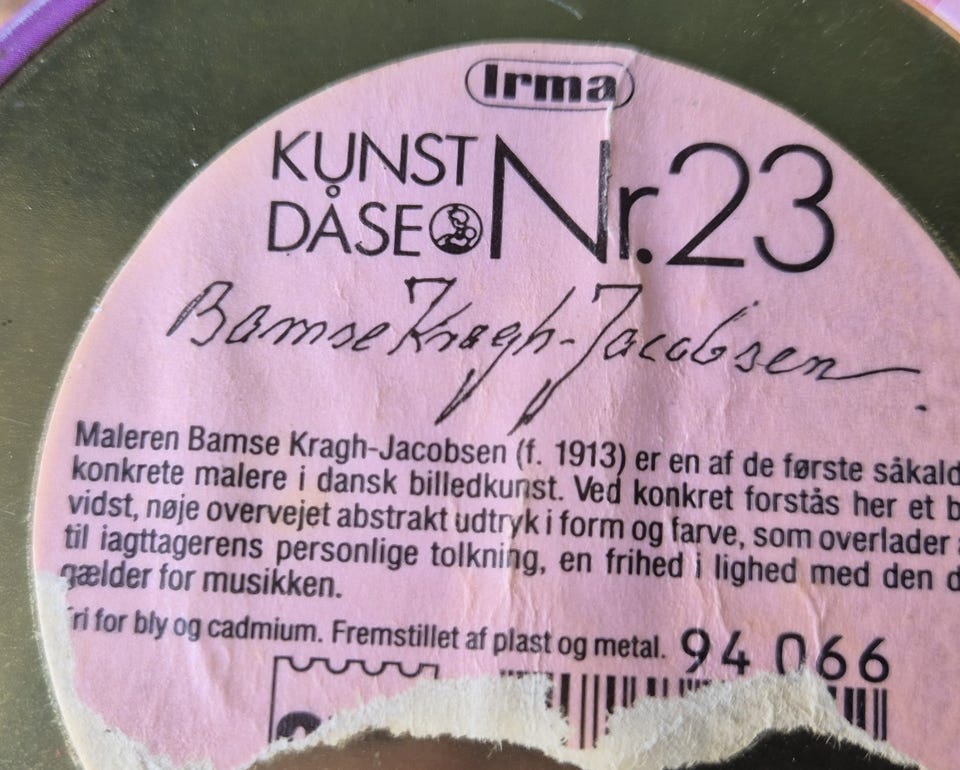 Irma
KUNST
DÅSE Nr. 23
Bamse Kragh-Jacobsen
Maleren Bamse Kragh-Jacobsen (f. 1913) er en af de første såkald
konkrete malere i dansk billedkunst. Ved konkret forstås her et b
vidst, nøje overvejet abstrakt udtryk i form og farve, som overlader
til iagttagerens personlige tolkning, en frihed i lighed med den d
gælder for musikken.
ri for bly og cadmium. Fremstillet af plast og metal. 94 066